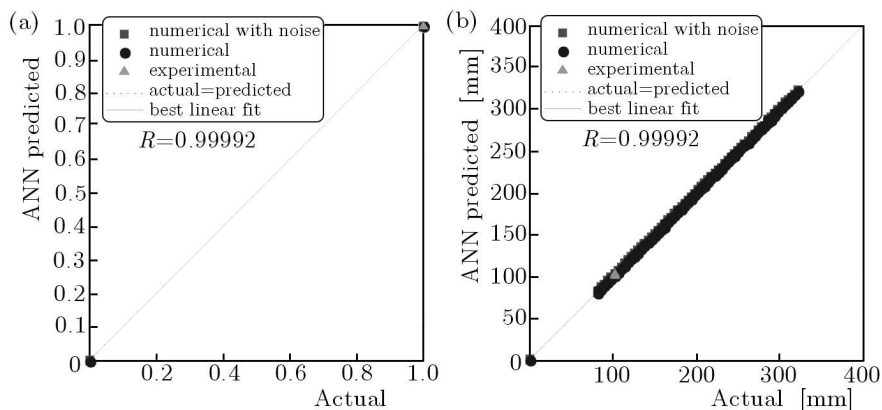 (a)
ANN predicted
1.0
0.9
0.8
0.7
0.6
0.5
0.4
0.3
0.2
0.1
0
numerical with noise
numerical
experimental
actual=predicted
best linear fit
R=0.99992
0.2 0.4 0.6 0.8 1.0
Actual
(b)
ANN predicted [mm]
400
350
300
250
200
150
100
50
0
numerical with noise
numerical
experimental
actual=predicted
best linear fit
R=0.99992
100 200 300 400
Actual [mm]